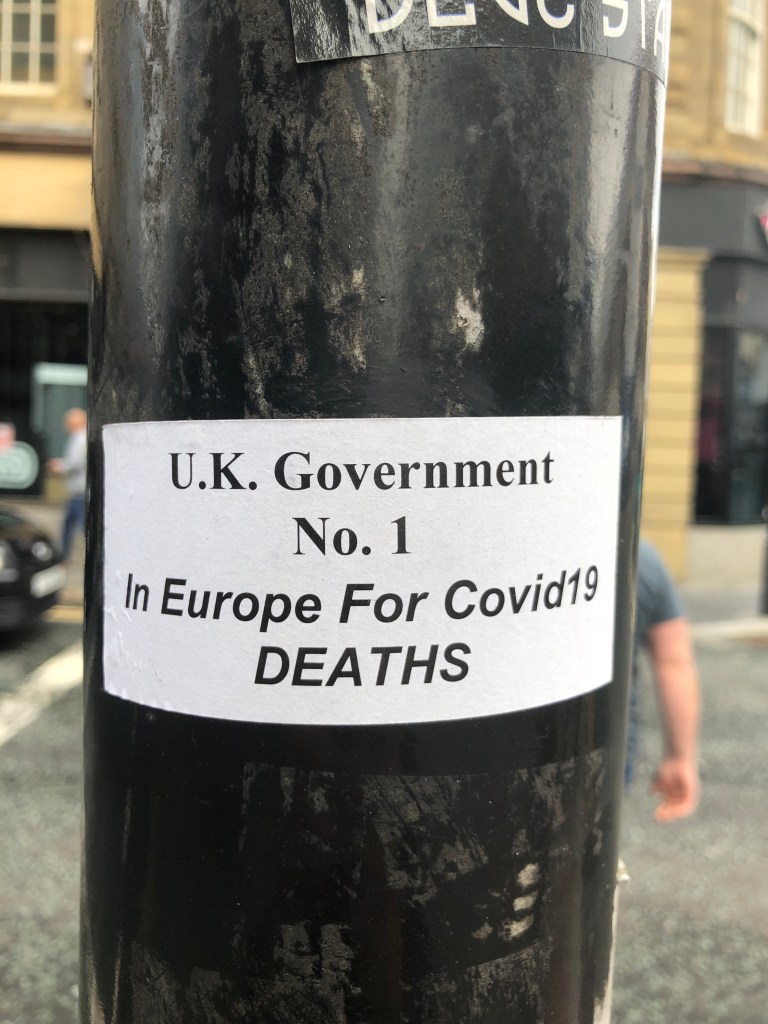 U.K. Government
No. 1
In Europe For Covid19
DEATHS